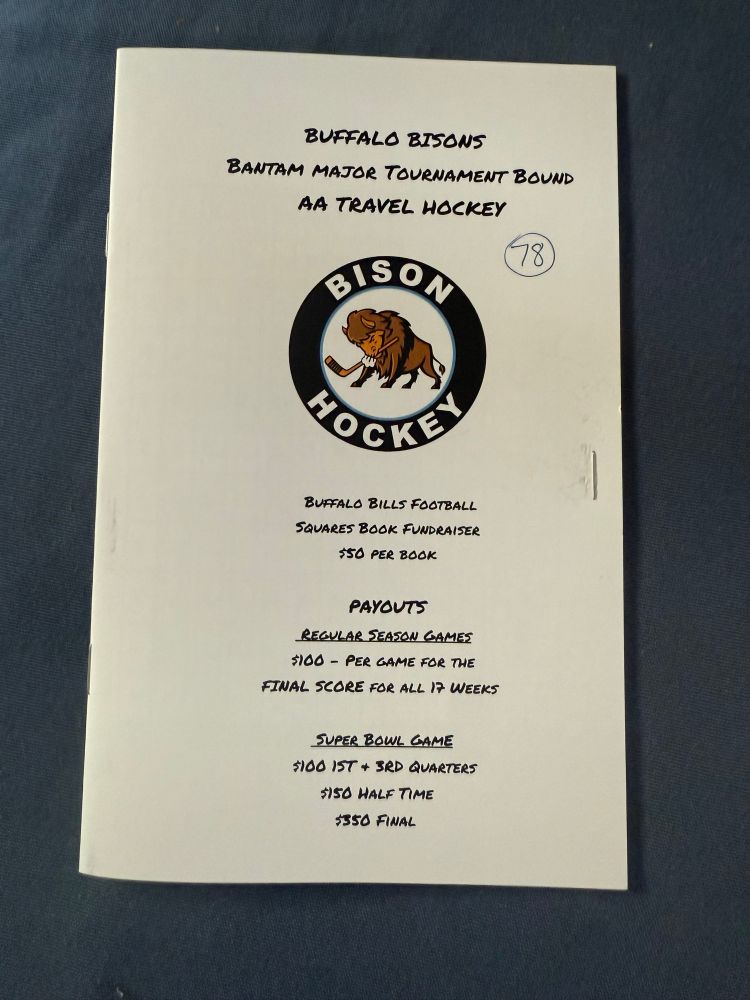 BUFFALO BISONS
BANTAM MAJOR TOURNAMENT BOUND
AA TRAVEL HOCKEY
78
BISON
HOCKEY
BUFFALO BILLS FOOTBALL
SQUARES BOOK FUNDRAISER
$50 PER BOOK
PAYOUTS
REGULAR SEASON GAMES
$100 - PER GAME FOR THE
FINAL SCORE FOR ALL 17 WEEKS
SUPER BOWL GAME
$100 1ST + 3RD QUARTERS
$150 HALF TIME
$350 FINAL